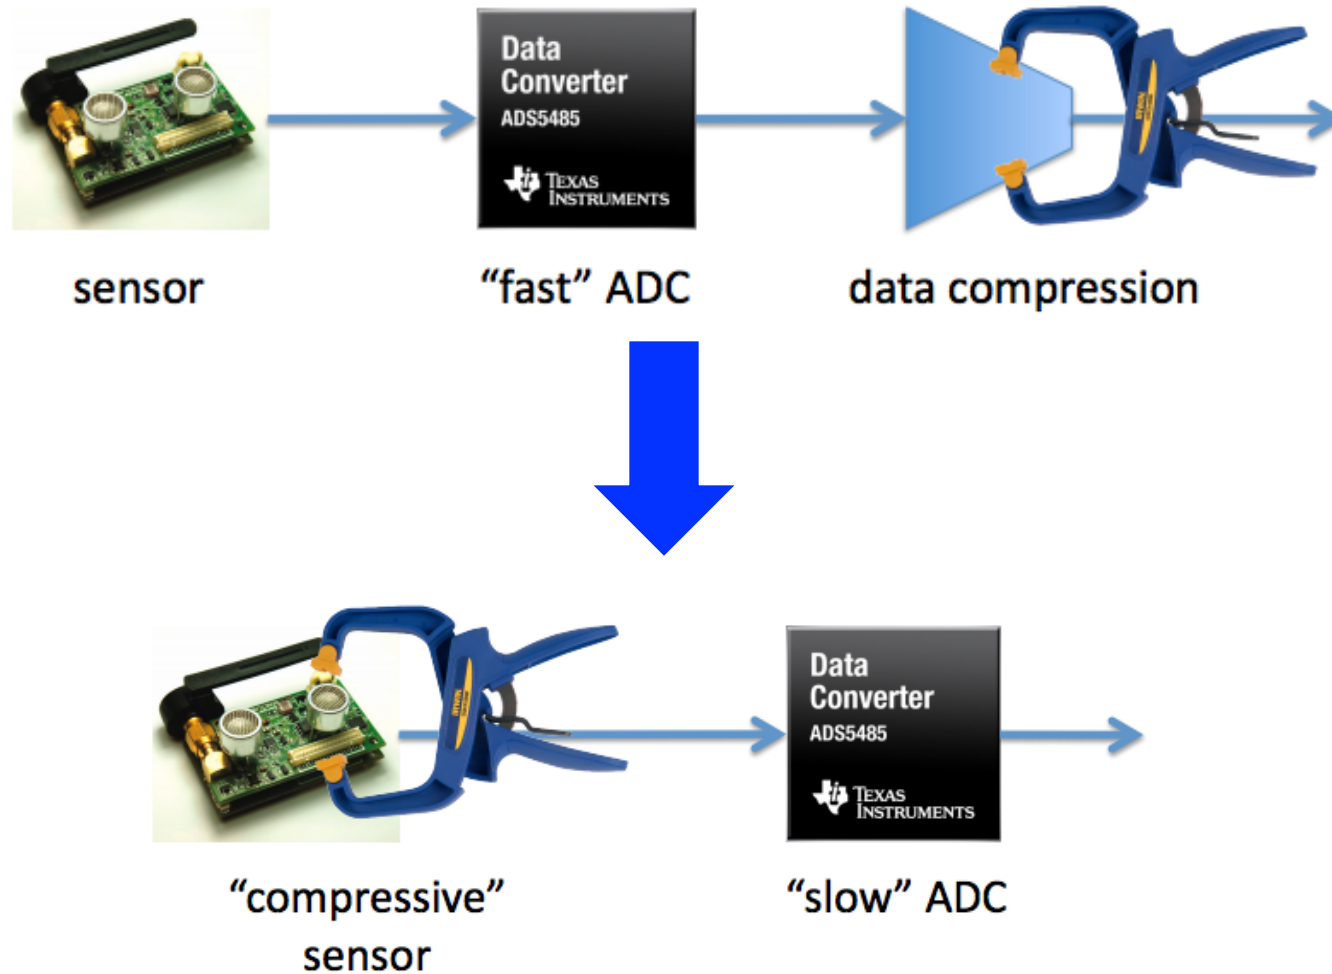 Data
Converter
ADS5485
TEXAS
INSTRUMENTS
sensor
“fast” ADC
data compression
Data
Converter
ADS5485
TEXAS
INSTRUMENTS
“compressive”
sensor
“slow” ADC